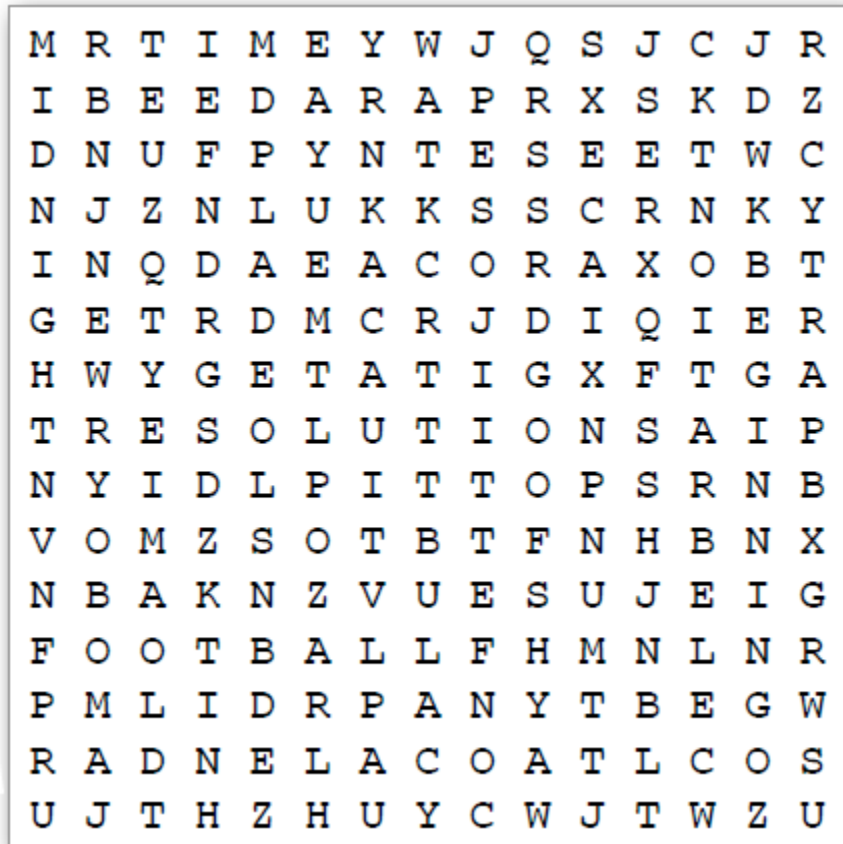 M R T I M E Y W J Q S J C J R
I B E E D A R A P R X S K D Z
D N U F P Y N T E S E E T W C
N J Z N L U K K S S C R N K Y
I N Q D A E A C O R A X O B T
G E T R D M C R J D I Q I E R
H W Y G E T A T I G X F T G A
T R E S O L U T I O N S A I P
N Y I D L P I T T O P S R N B
V O M Z S O T B T F N H B N X
N B A K N Z V U E S U J E I G
F O O T B A L L F H M N L N R
P M L I D R P A N Y T B E G W
R A D N E L A C O A T L C O S
U J T H Z H U Y C W J T W Z U